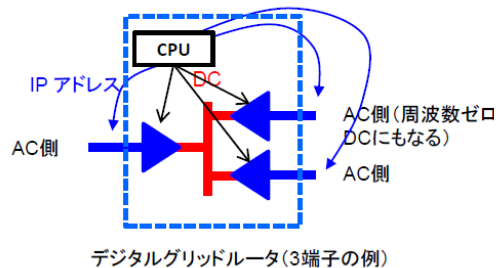 CPU
DC
IP アドレス
AC側(周波数ゼロ
DCにもなる)
AC側
AC側
デジタルグリッドルータ(3端子の例)